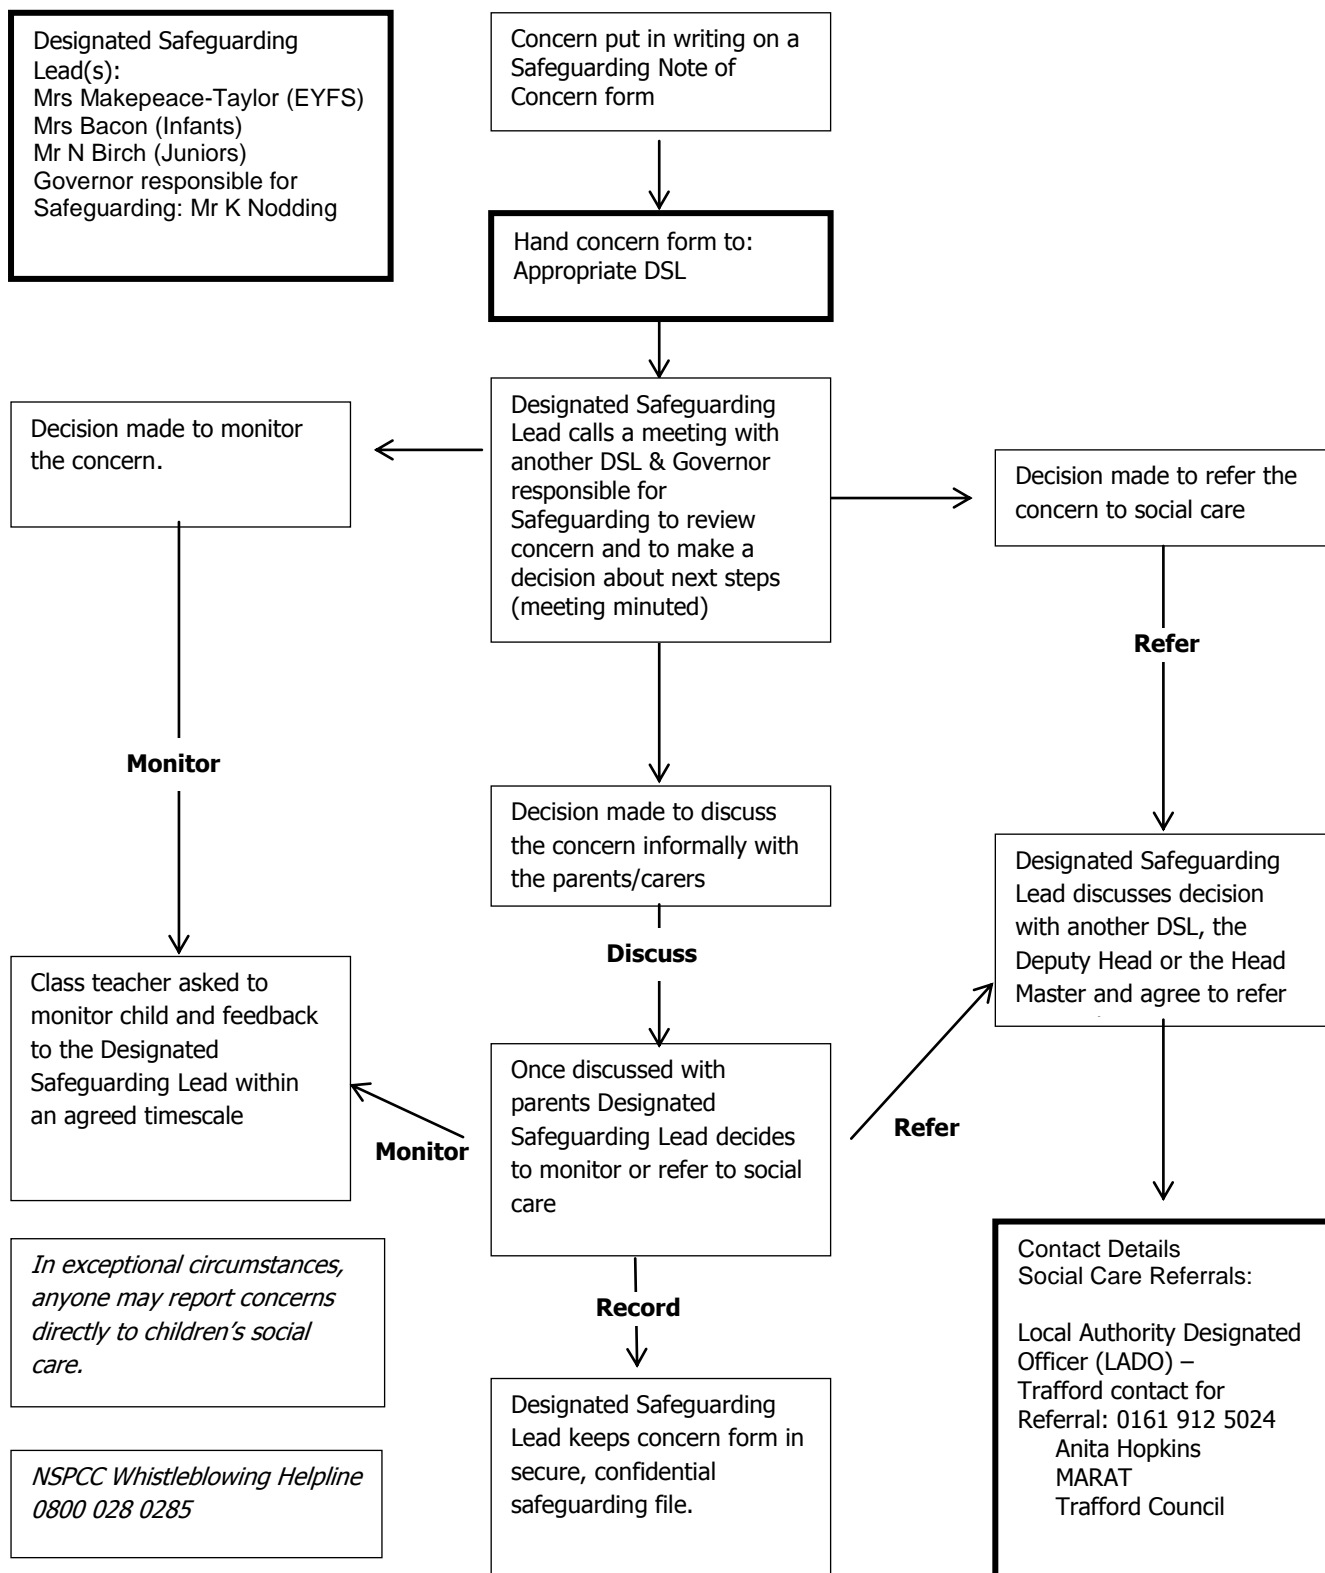 Designated Safeguarding
Lead(s):
Mrs Makepeace-Taylor (EYFS)
Mrs Bacon (Infants)
Mr N Birch (Juniors)
Governor responsible for
Safeguarding: Mr K Nodding
Concern put in writing on a
Safeguarding Note of
Concern form
Hand concern form to:
Appropriate DSL
Designated Safeguarding
Lead calls a meeting with
another DSL & Governor
responsible for
Safeguarding to review
concern and to make a
decision about next steps
(meeting minuted)
Decision made to monitor
the concern.
Decision made to refer the
concern to social care
Monitor
Refer
Decision made to discuss
the concern informally with
the parents/carers
Discuss
Class teacher asked to
monitor child and feedback
to the Designated
Safeguarding Lead within
an agreed timescale
Designated Safeguarding
Lead discusses decision
with another DSL, the
Deputy Head or the Head
Master and agree to refer
Once discussed with
parents Designated
Safeguarding Lead decides
to monitor or refer to social
care
Monitor
Refer
Record
In exceptional circumstances,
anyone may report concerns
directly to children's social
care.
NSPCC Whistleblowing Helpline
0800 028 0285
Designated Safeguarding
Lead keeps concern form in
secure, confidential
safeguarding file.
Contact Details
Social Care Referrals:
Local Authority Designated
Officer (LADO) –
Trafford contact for
Referral: 0161 912 5024
Anita Hopkins
MARAT
Trafford Council